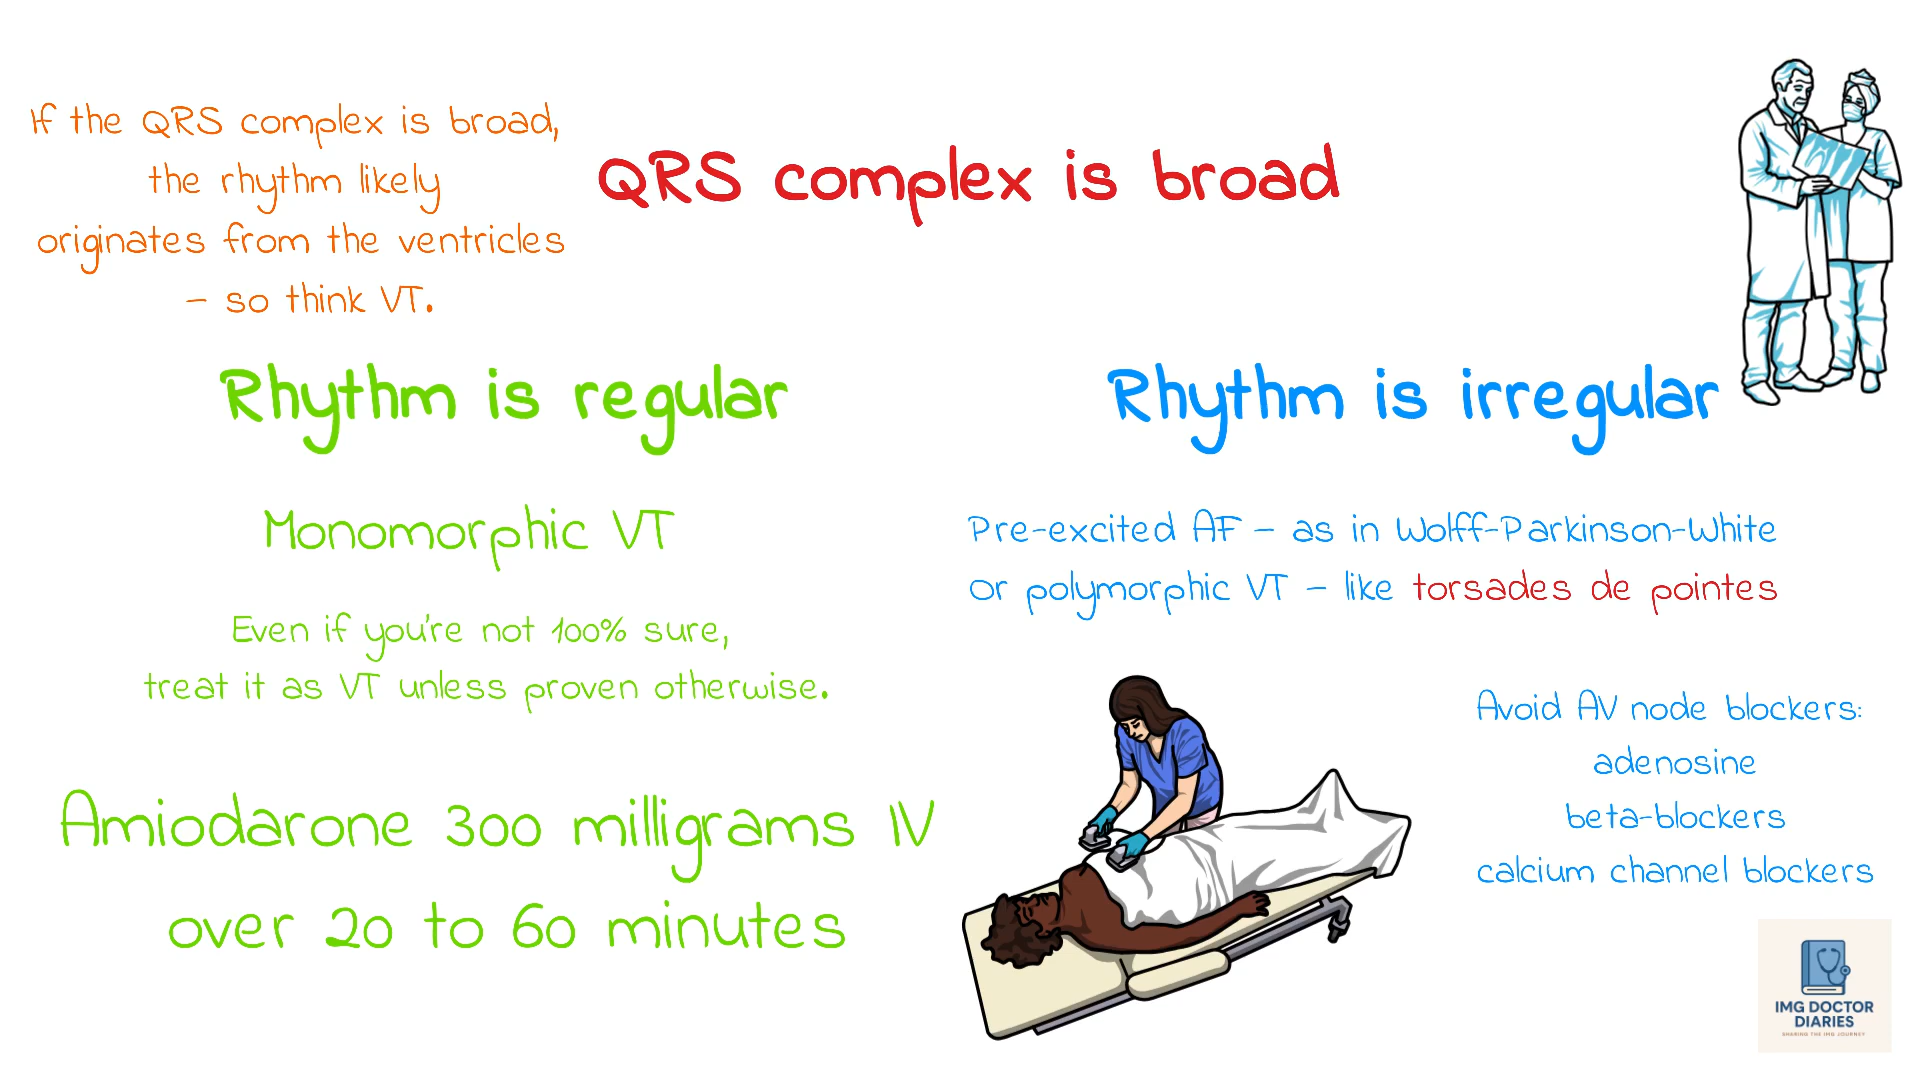 If the QRS complex is broad,
the rhythm likely
originates from the ventricles
– so think VT.
QRS complex is broad
Rhythm is regular
Monomorphic VT
Even if you're not 100% sure,
treat it as VT unless proven otherwise.
Amiodarone 300 milligrams IV
over 20 to 60 minutes
Rhythm is irregular
Pre-excited AF – as in Wolff-Parkinson-White
Or polymorphic VT – like torsades de pointes
Avoid AV node blockers:
adenosine
beta-blockers
calcium channel blockers
IMG DOCTOR
DIARIES
SHARING THE IMG JOURNEY